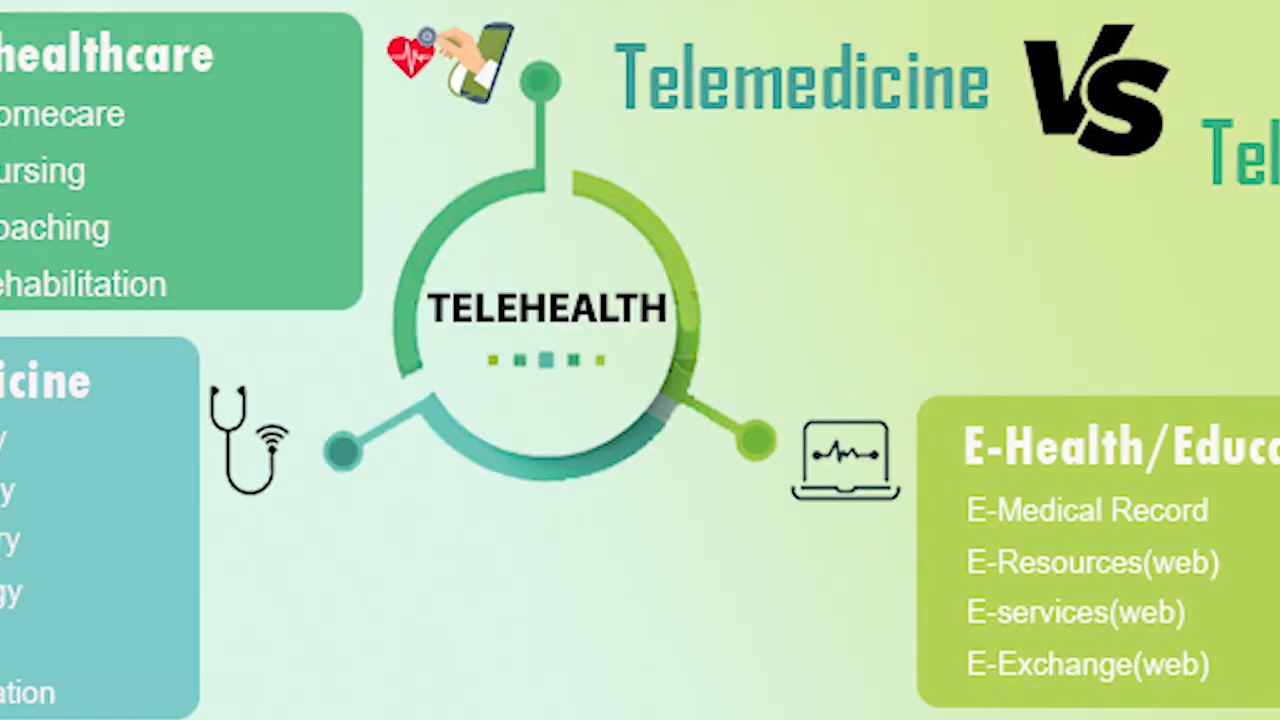 healthcare
omecare
ursing
oaching
ehabilitation
icine
y
y
ry
gy
ation
TELEHEALTH
Telemedicine
VS
Tel
E-Health/Educa
E-Medical Record
E-Resources(web)
E-services(web)
E-Exchange(web)